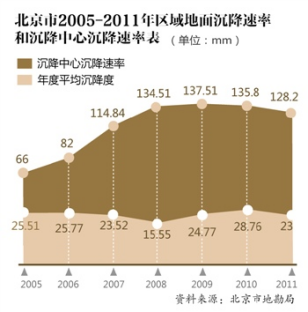 北京市2005-2011年区域地面沉降速率
和沉降中心沉降速率表（单位：mm）
沉降中心沉降速率
年度平均沉降度
66 82 114.84 134.51 137.51 135.8 128.2
25.51 25.77 23.52 15.55 24.77 28.76 23
2005 2006 2007 2008 2009 2010 2011
资料来源：北京市地勘局